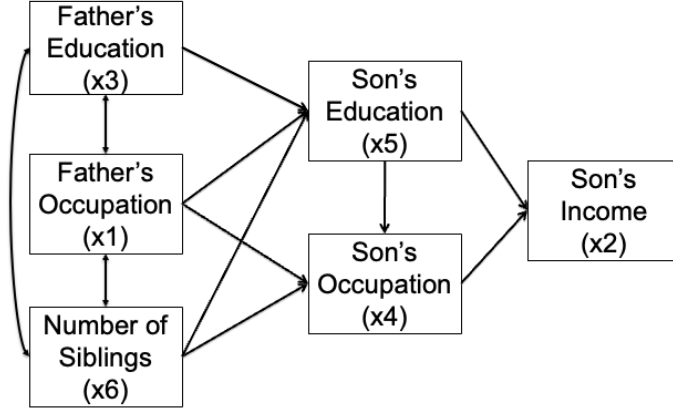 Father's
Education
(x3)
Father's
Occupation
(x1)
Number of
Siblings
(x6)
Son's
Education
(x5)
Son's
Occupation
(x4)
Son's
Income
(x2)